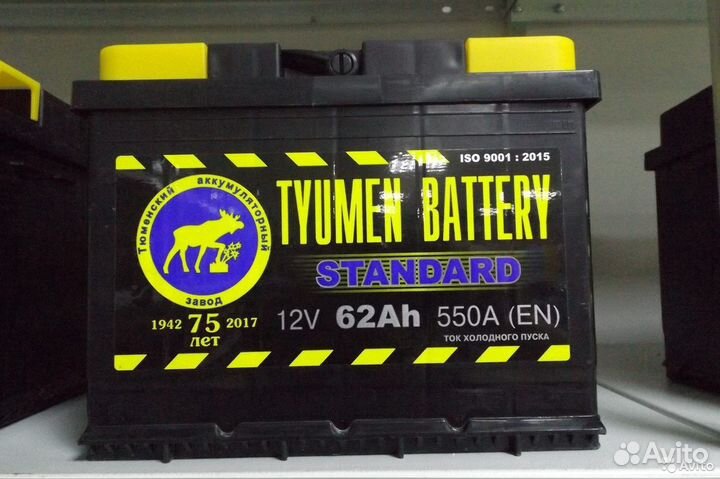 ISO 9001 : 2015
Тюменский аккумуляторный
завод
TYUMEN BATTERY
STANDARD
1942 75 2017
лет
12V 62Ah 550A (EN)
ТОК ХОЛОДНОГО ПУСКА
Avito
Avito